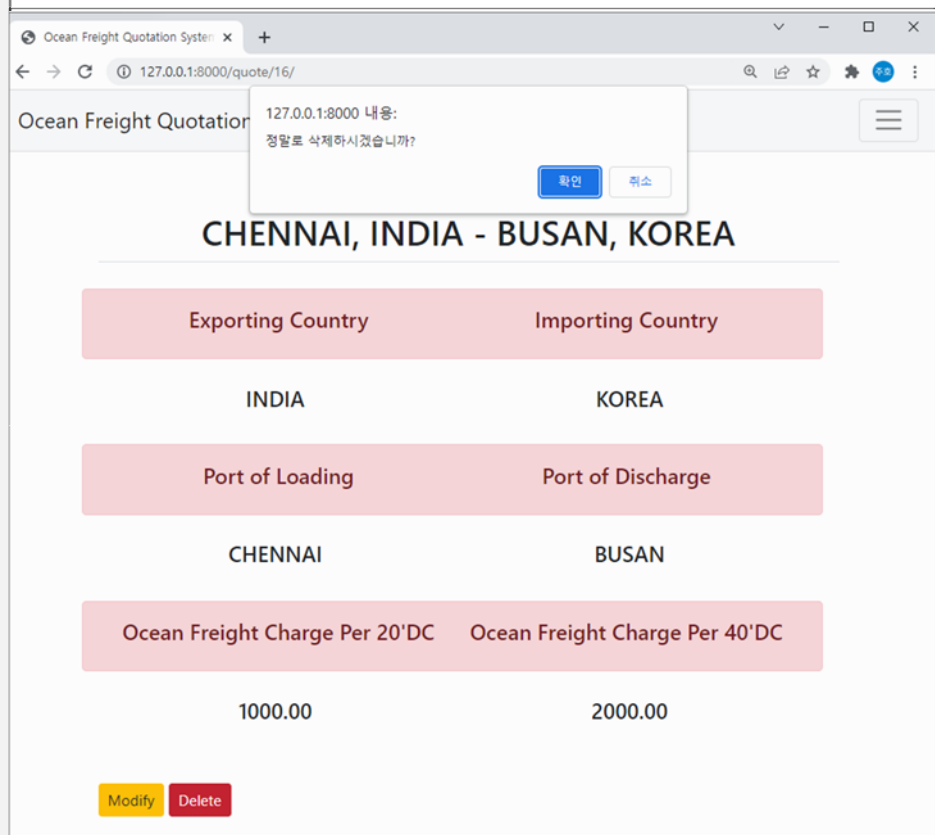 Ocean Freight Quotation System
127.0.0.1:8000/quote/16/
주호
Ocean Freight Quotation
127.0.0.1:8000 내용:
정말로 삭제하시겠습니까?
확인 취소
CHENNAI, INDIA - BUSAN, KOREA
Exporting Country Importing Country
INDIA KOREA
Port of Loading Port of Discharge
CHENNAI BUSAN
Ocean Freight Charge Per 20'DC Ocean Freight Charge Per 40'DC
1000.00 2000.00
Modify Delete